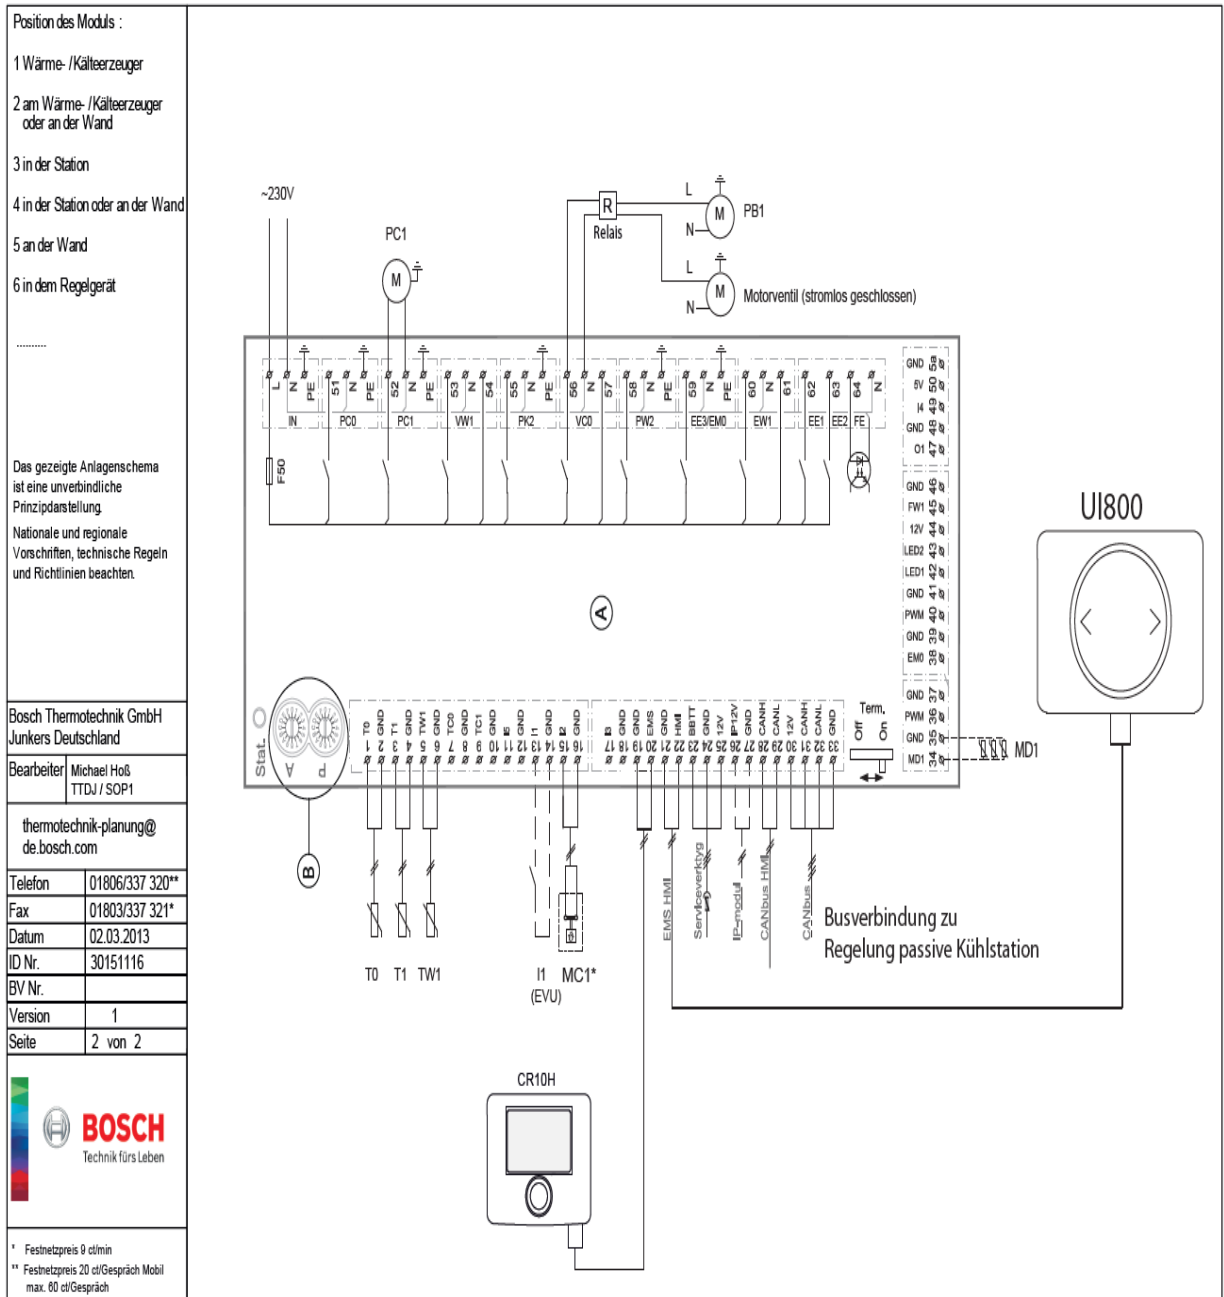 Position des Moduls :
1 Wärme- /Kälteerzeuger
2 am Wärme- /Kälteerzeuger
oder an der Wand
3 in der Station
4 in der Station oder an der Wand
5 an der Wand
6 in dem Regelgerät
..........
Das gezeigte Anlagenschema
ist eine unverbindliche
Prinzipdarstellung.
Nationale und regionale
Vorschriften, technische Regeln
und Richtlinien beachten.
Bosch Thermotechnik GmbH
Junkers Deutschland
Bearbeiter Michael Hoß
TTDJ / SOP1
thermotechnik-planung@
de.bosch.com
Telefon 01806/337 320**
Fax 01803/337 321*
Datum 02.03.2013
ID Nr. 30151116
BV Nr.
Version 1
Seite 2 von 2
BOSCH
Technik fürs Leben
* Festnetzpreis 9 ct/min
** Festnetzpreis 20 ct/Gespräch Mobil
max. 60 ct/Gespräch
~230V
PC1
M
R
Relais
L
N
M
PB1
L
N
M
Motorventil (stromlos geschlossen)
L N PE
51 N PE
52 N PE
53 N 54
55 N PE
56 N 57
58 N PE
59 N PE
60 N 61
62 63 64 N
IN PC0 PC1 VW1 PK2 VC0 PW2 EE3/EM0 EW1 EE1 EE2 FE
F50
A
GND 5a
5V 50
I4 49
GND 48
O1 47
GND 46
FW1 45
12V 44
LED2 43
LED1 42
GND 41
PWM 40
GND 39
EM0 38
GND 37
PWM 36
GND 35
MD1 34
MD1
UI800
< >
Stat.
A P
B
T0 GND T1 GND TW1 GND TC0 GND TC1 GND I5 GND I1 GND I2 GND
1 2 3 4 5 6 7 8 9 10 11 12 13 14 15 16
I3 GND GND EMS GND HMI BBTT GND 12V IP12V GND CANH CANL 12V CANH CANL GND
17 18 19 20 21 22 23 24 25 26 27 28 29 30 31 32 33
Term.
Off On
T0 T1 TW1
I1
(EVU)
MC1*
EMS HMI
Serviceverktyg
IP-modul
CANbus HMI
CANbus
Busverbindung zu
Regelung passive Kühlstation
CR10H